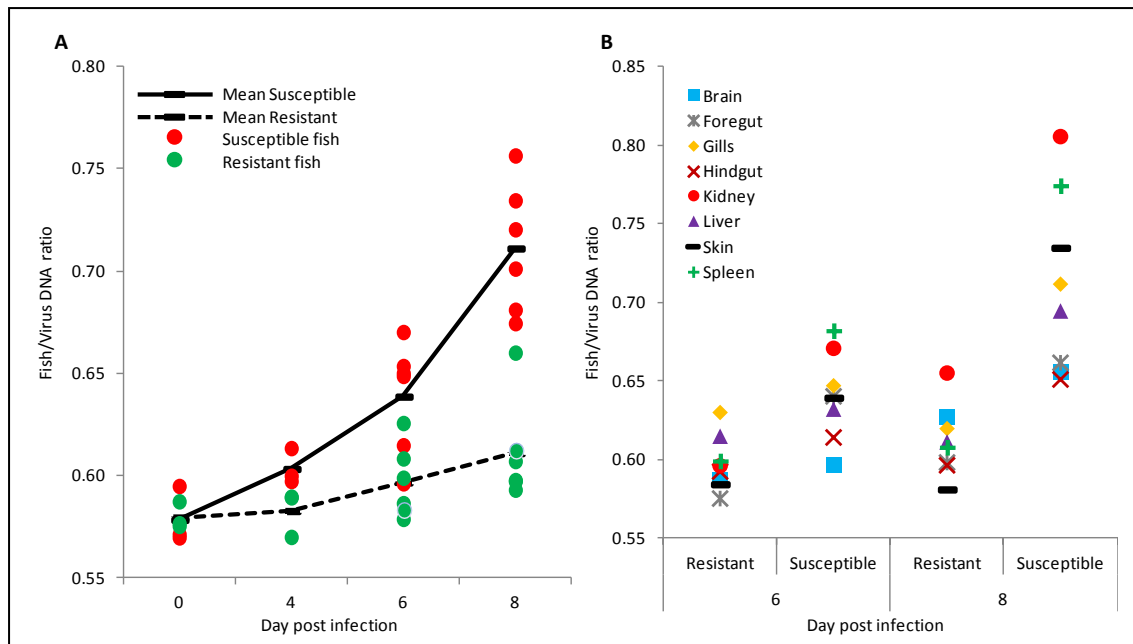 A
Fish/Virus DNA ratio
0.80
0.75
0.70
0.65
0.60
0.55
Mean Susceptible
Mean Resistant
Susceptible fish
Resistant fish
0 4 6 8
Day post infection
B
Fish/Virus DNA ratio
0.85
0.80
0.75
0.70
0.65
0.60
0.55
Brain
Foregut
Gills
Hindgut
Kidney
Liver
Skin
Spleen
Resistant Susceptible Resistant Susceptible
6 8
Day post infection